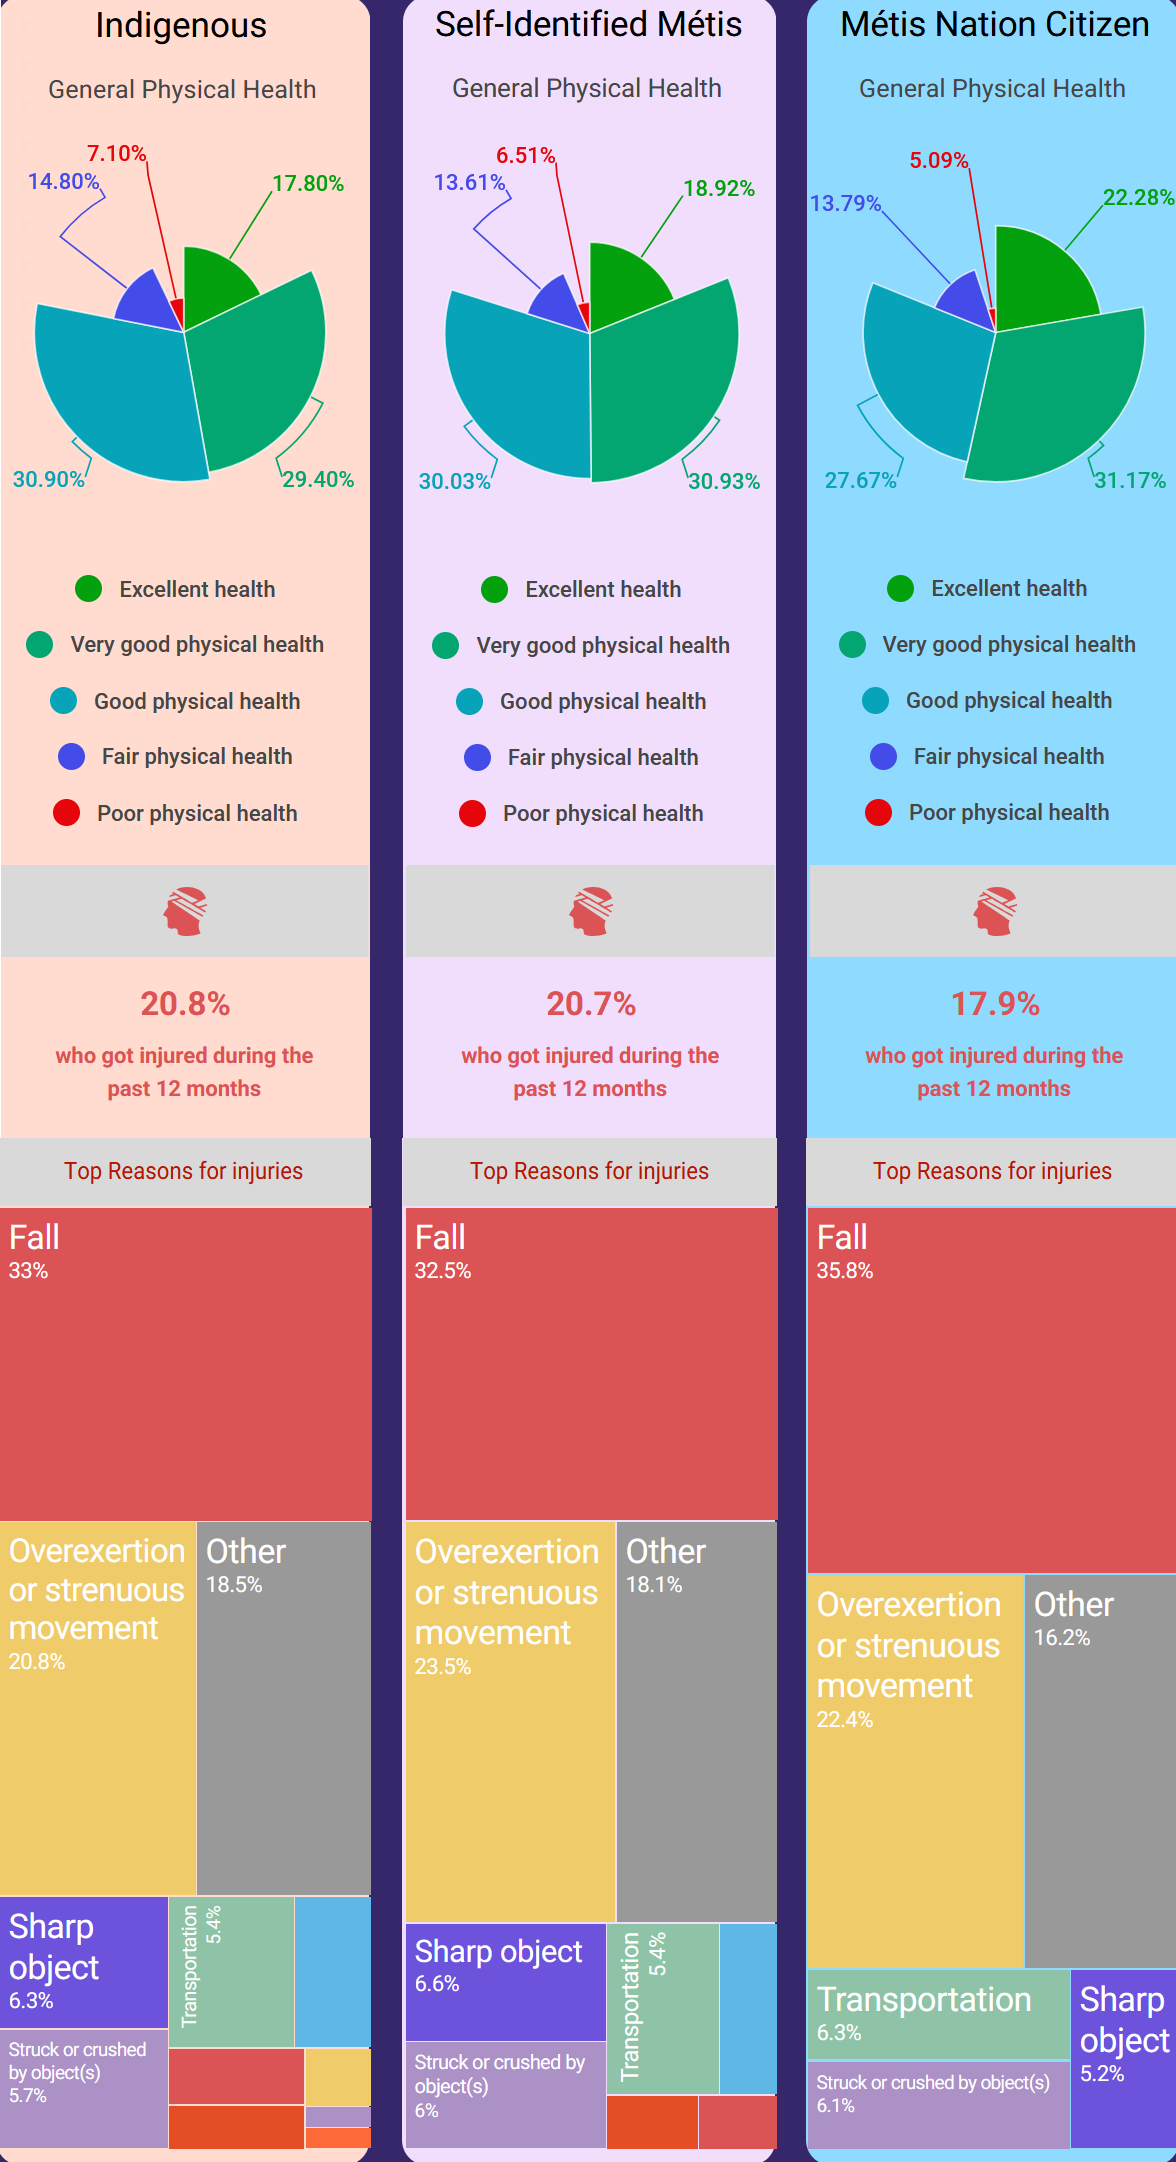 Indigenous
General Physical Health
7.10%
14.80%
17.80%
30.90%
29.40%
Excellent health
Very good physical health
Good physical health
Fair physical health
Poor physical health
20.8%
who got injured during the
past 12 months
Top Reasons for injuries
Fall
33%
Overexertion
or strenuous
movement
20.8%
Other
18.5%
Sharp
object
6.3%
Transportation
5.4%
Struck or crushed
by object(s)
5.7%
Self-Identified Métis
General Physical Health
6.51%
13.61%
18.92%
30.03%
30.93%
Excellent health
Very good physical health
Good physical health
Fair physical health
Poor physical health
20.7%
who got injured during the
past 12 months
Top Reasons for injuries
Fall
32.5%
Overexertion
or strenuous
movement
23.5%
Other
18.1%
Sharp object
6.6%
Transportation
5.4%
Struck or crushed by
object(s)
6%
Métis Nation Citizen
General Physical Health
5.09%
13.79%
22.28%
27.67%
31.17%
Excellent health
Very good physical health
Good physical health
Fair physical health
Poor physical health
17.9%
who got injured during the
past 12 months
Top Reasons for injuries
Fall
35.8%
Overexertion
or strenuous
movement
22.4%
Other
16.2%
Transportation
6.3%
Sharp
object
5.2%
Struck or crushed by object(s)
6.1%